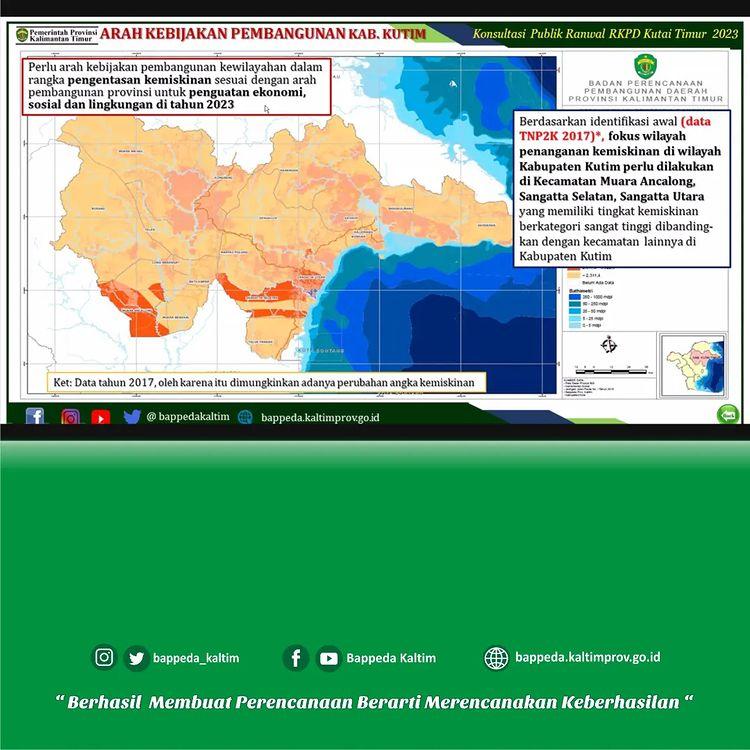 Pemerintah Provinsi
Kalimantan Timur
ARAH KEBIJAKAN PEMBANGUNAN KAB. KUTIM
Konsultasi Publik Ranwal RKPD Kutai Timur 2023
Perlu arah kebijakan pembangunan kewilayahan dalam
rangka pengentasan kemiskinan sesuai dengan arah
pembangunan provinsi untuk penguatan ekonomi,
sosial dan lingkungan di tahun 2023
BADAN PERENCANAAN
PEMBANGUNAN DAERAH
PROVINSI KALIMANTAN TIMUR
Berdasarkan identifikasi awal (data
TNP2K 2017)*, fokus wilayah
penanganan kemiskinan di wilayah
Kabupaten Kutim perlu dilakukan
di Kecamatan Muara Ancalong,
Sangatta Selatan, Sangatta Utara
yang memiliki tingkat kemiskinan
berkategori sangat tinggi dibanding-
kan dengan kecamatan lainnya di
Kabupaten Kutim
Belum Ada Data
Ket: Data tahun 2017, oleh karena itu dimungkinkan adanya perubahan angka kemiskinan
@ bappedakaltim
bappeda.kaltimprov.go.id
bappeda_kaltim
Bappeda Kaltim
bappeda.kaltimprov.go.id
“ Berhasil Membuat Perencanaan Berarti Merencanakan Keberhasilan “